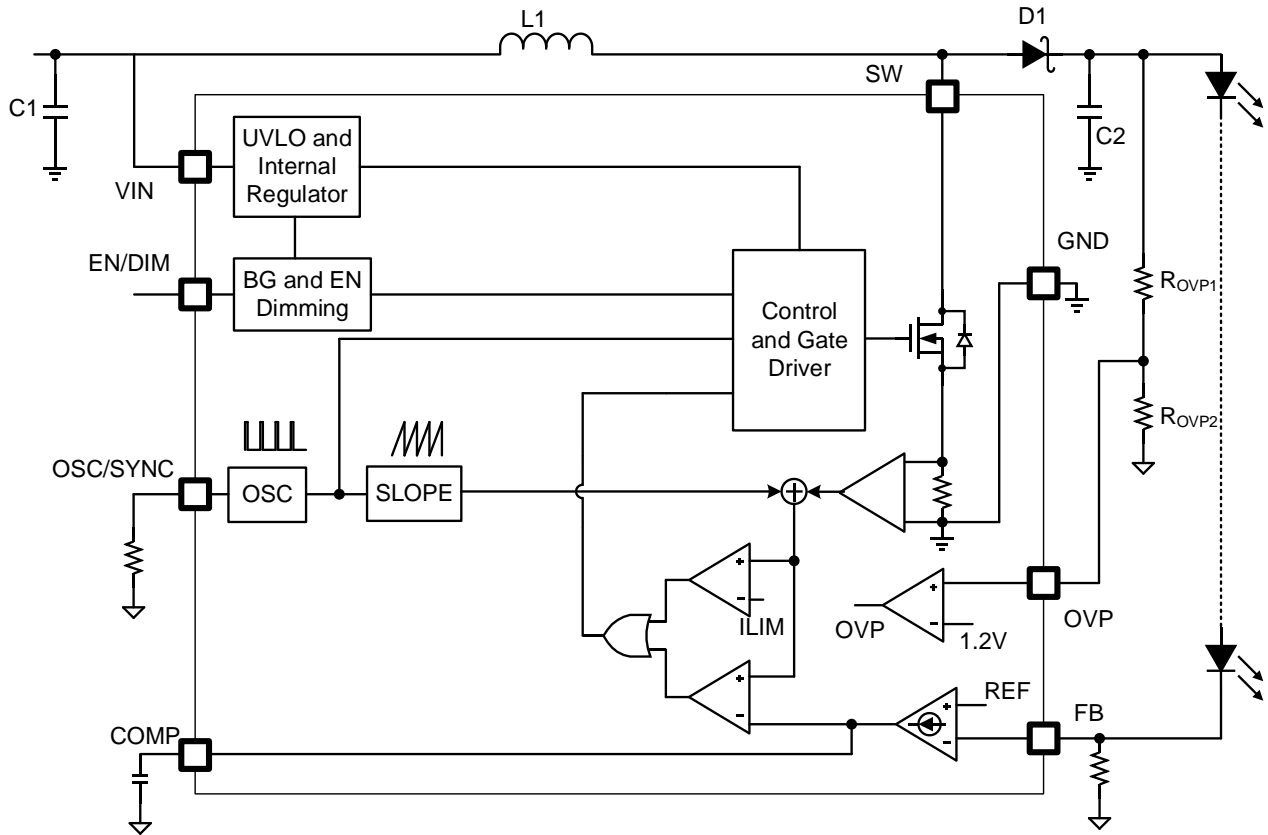 L1
D1
SW
C1
C2
UVLO and
Internal
Regulator
VIN
GND
EN/DIM
BG and EN
Dimming
ROVP1
Control
and Gate
Driver
ROVP2
OSC/SYNC
OSC
SLOPE
+
-
ILIM
+
-
OVP
1.2V
OVP
+
-
REF
+
-
FB
COMP